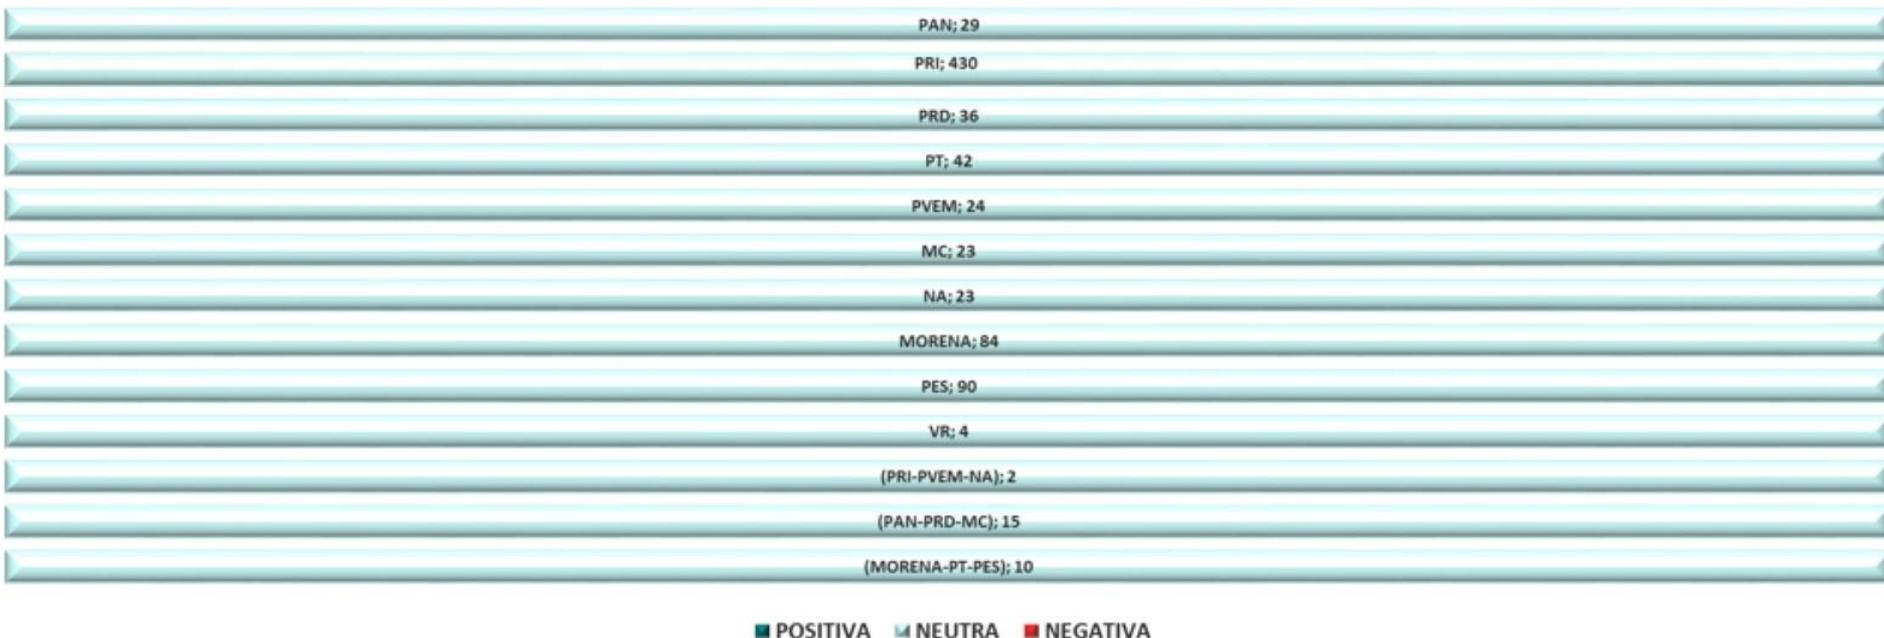 PAN; 29
PRI; 430
PRD; 36
PT; 42
PVEM; 24
MC; 23
NA; 23
MORENA; 84
PES; 90
VR; 4
(PRI-PVEM-NA); 2
(PAN-PRD-MC); 15
(MORENA-PT-PES); 10
POSITIVA NEUTRA NEGATIVA